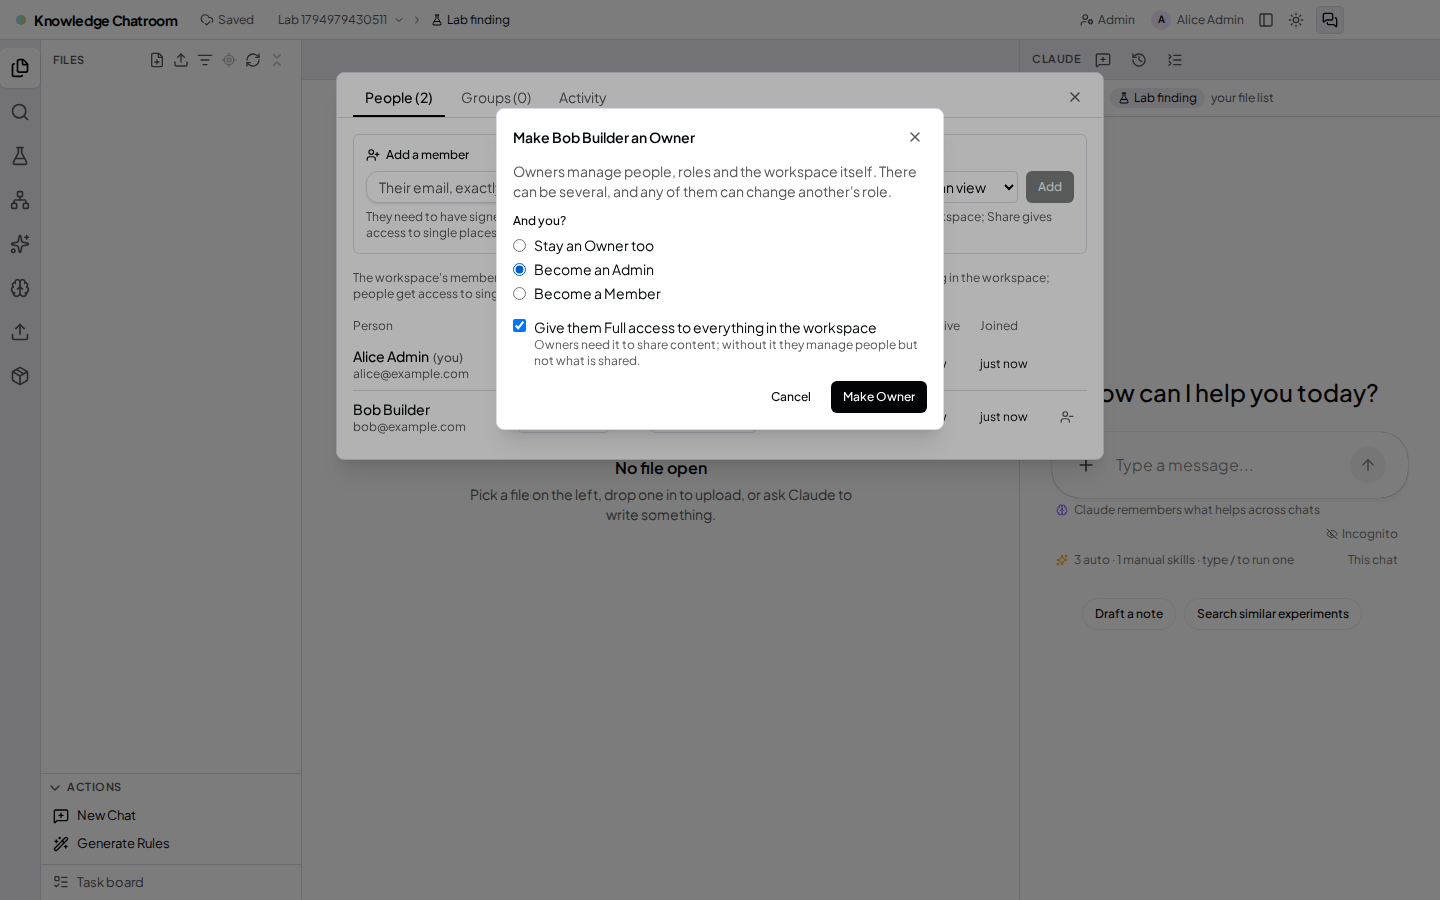 Knowledge Chatroom
Saved
Lab 1794979430511
Lab finding
Admin
A
Alice Admin
FILES
CLAUDE
People (2)
Groups (0)
Activity
Lab finding
your file list
Add a member
Their email, exactly
view
Add
They need to have
access to single places
Share gives
The workspace's
in the workspace;
people get access to
Person
Joined
Alice Admin (you)
alice@example.com
just now
Bob Builder
bob@example.com
just now
Make Bob Builder an Owner
Owners manage people, roles and the workspace itself. There
can be several, and any of them can change another's role.
And you?
Stay an Owner too
Become an Admin
Become a Member
Give them Full access to everything in the workspace
Owners need it to share content; without it they manage people but
not what is shared.
Cancel
Make Owner
No file open
Pick a file on the left, drop one in to upload, or ask Claude to
write something.
can I help you today?
Type a message...
Claude remembers what helps across chats
Incognito
3 auto · 1 manual skills · type / to run one
This chat
Draft a note
Search similar experiments
ACTIONS
New Chat
Generate Rules
Task board